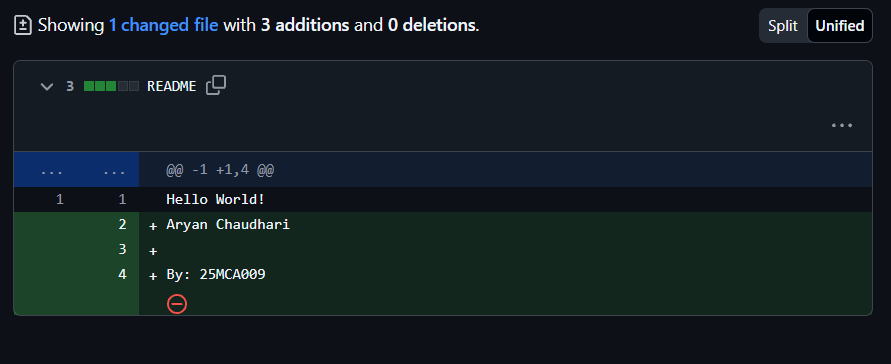 Showing 1 changed file with 3 additions and 0 deletions.
Split Unified
3 README
...
... ... @@ -1 +1,4 @@
1 1 Hello World!
2 + Aryan Chaudhari
3 +
4 + By: 25MCA009